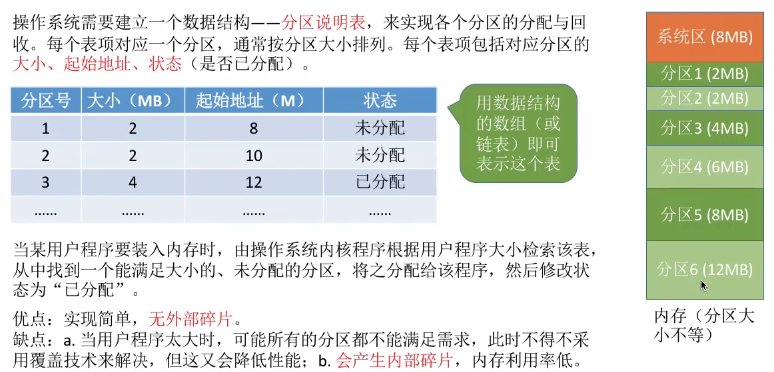 操作系统需要建立一个数据结构——分区说明表，来实现各个分区的分配与回
收。每个表项对应一个分区，通常按分区大小排列。每个表项包括对应分区的
大小、起始地址、状态（是否已分配）。
分区号 大小（MB） 起始地址（M） 状态
1 2 8 未分配
2 2 10 未分配
3 4 12 已分配
...... ...... ...... ......
用数据结构
的数组（或
链表）即可
表示这个表
当某用户程序要装入内存时，由操作系统内核程序根据用户程序大小检索该表，
从中找到一个能满足大小的、未分配的分区，将之分配给该程序，然后修改状
态为“已分配”。
优点：实现简单，无外部碎片。
缺点：a. 当用户程序太大时，可能所有的分区都不能满足需求，此时不得不采
用覆盖技术来解决，但这又会降低性能；b. 会产生内部碎片，内存利用率低。
系统区 (8MB)
分区1 (2MB)
分区2 (2MB)
分区3 (4MB)
分区4 (6MB)
分区5 (8MB)
分区6 (12MB)
内存（分区大
小不等）